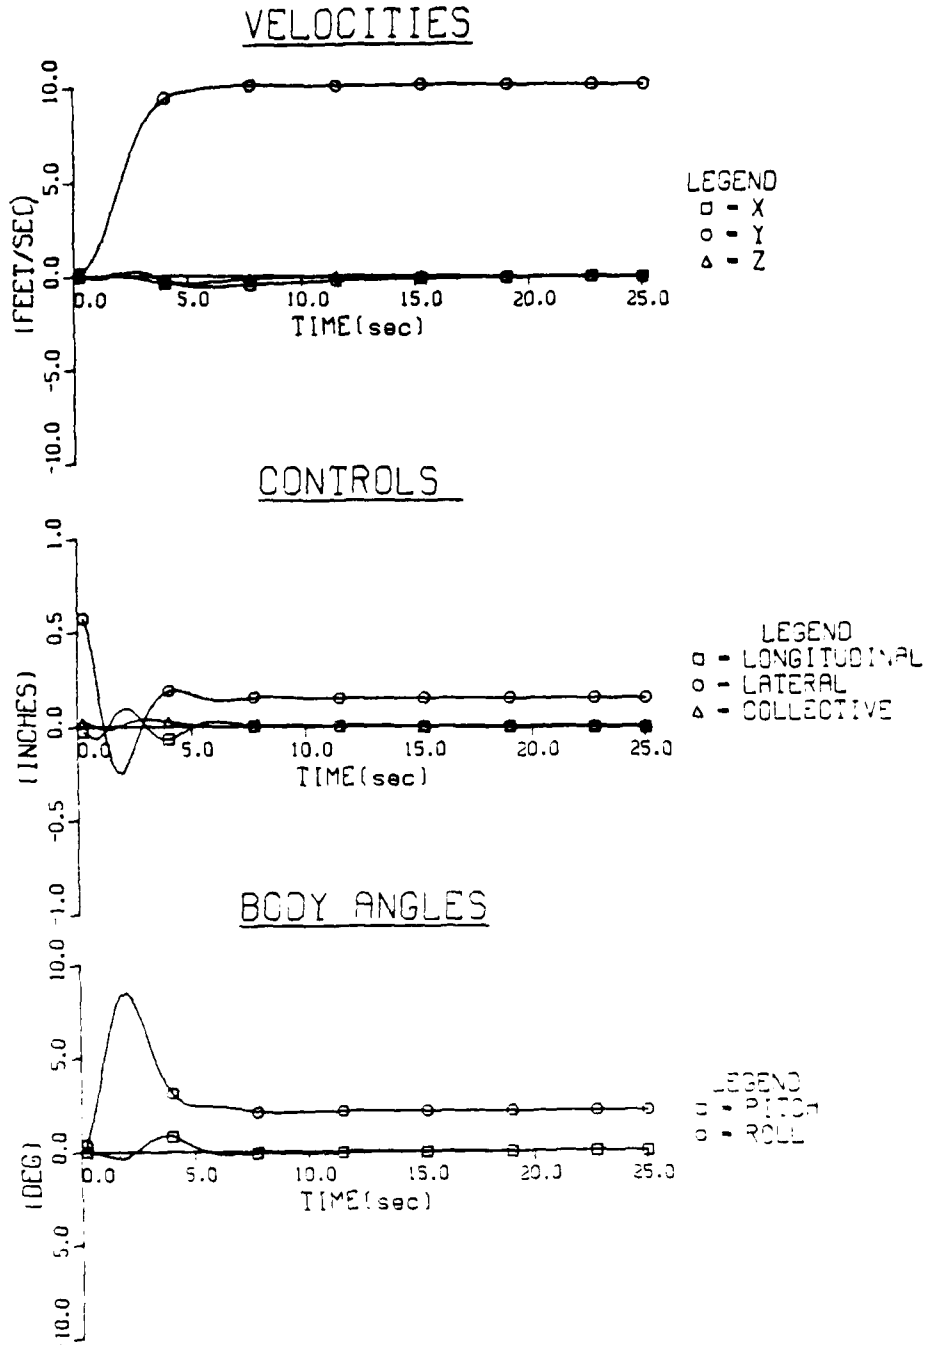 VELOCITIES
10.0
5.0
0.0
-5.0
-10.0
(FEET/SEC)
0.0 5.0 10.0 15.0 20.0 25.0
TIME(sec)
LEGEND
□ - X
○ - Y
△ - Z
CONTROLS
1.0
0.5
0.0
-0.5
-1.0
(INCHES)
0.0 5.0 10.0 15.0 20.0 25.0
TIME(sec)
LEGEND
□ - LONGITUDINAL
○ - LATERAL
△ - COLLECTIVE
BODY ANGLES
10.0
5.0
0.0
5.0
10.0
(DEG)
0.0 5.0 10.0 15.0 20.0 25.0
TIME(sec)
LEGEND
□ - PITCH
○ - ROLL